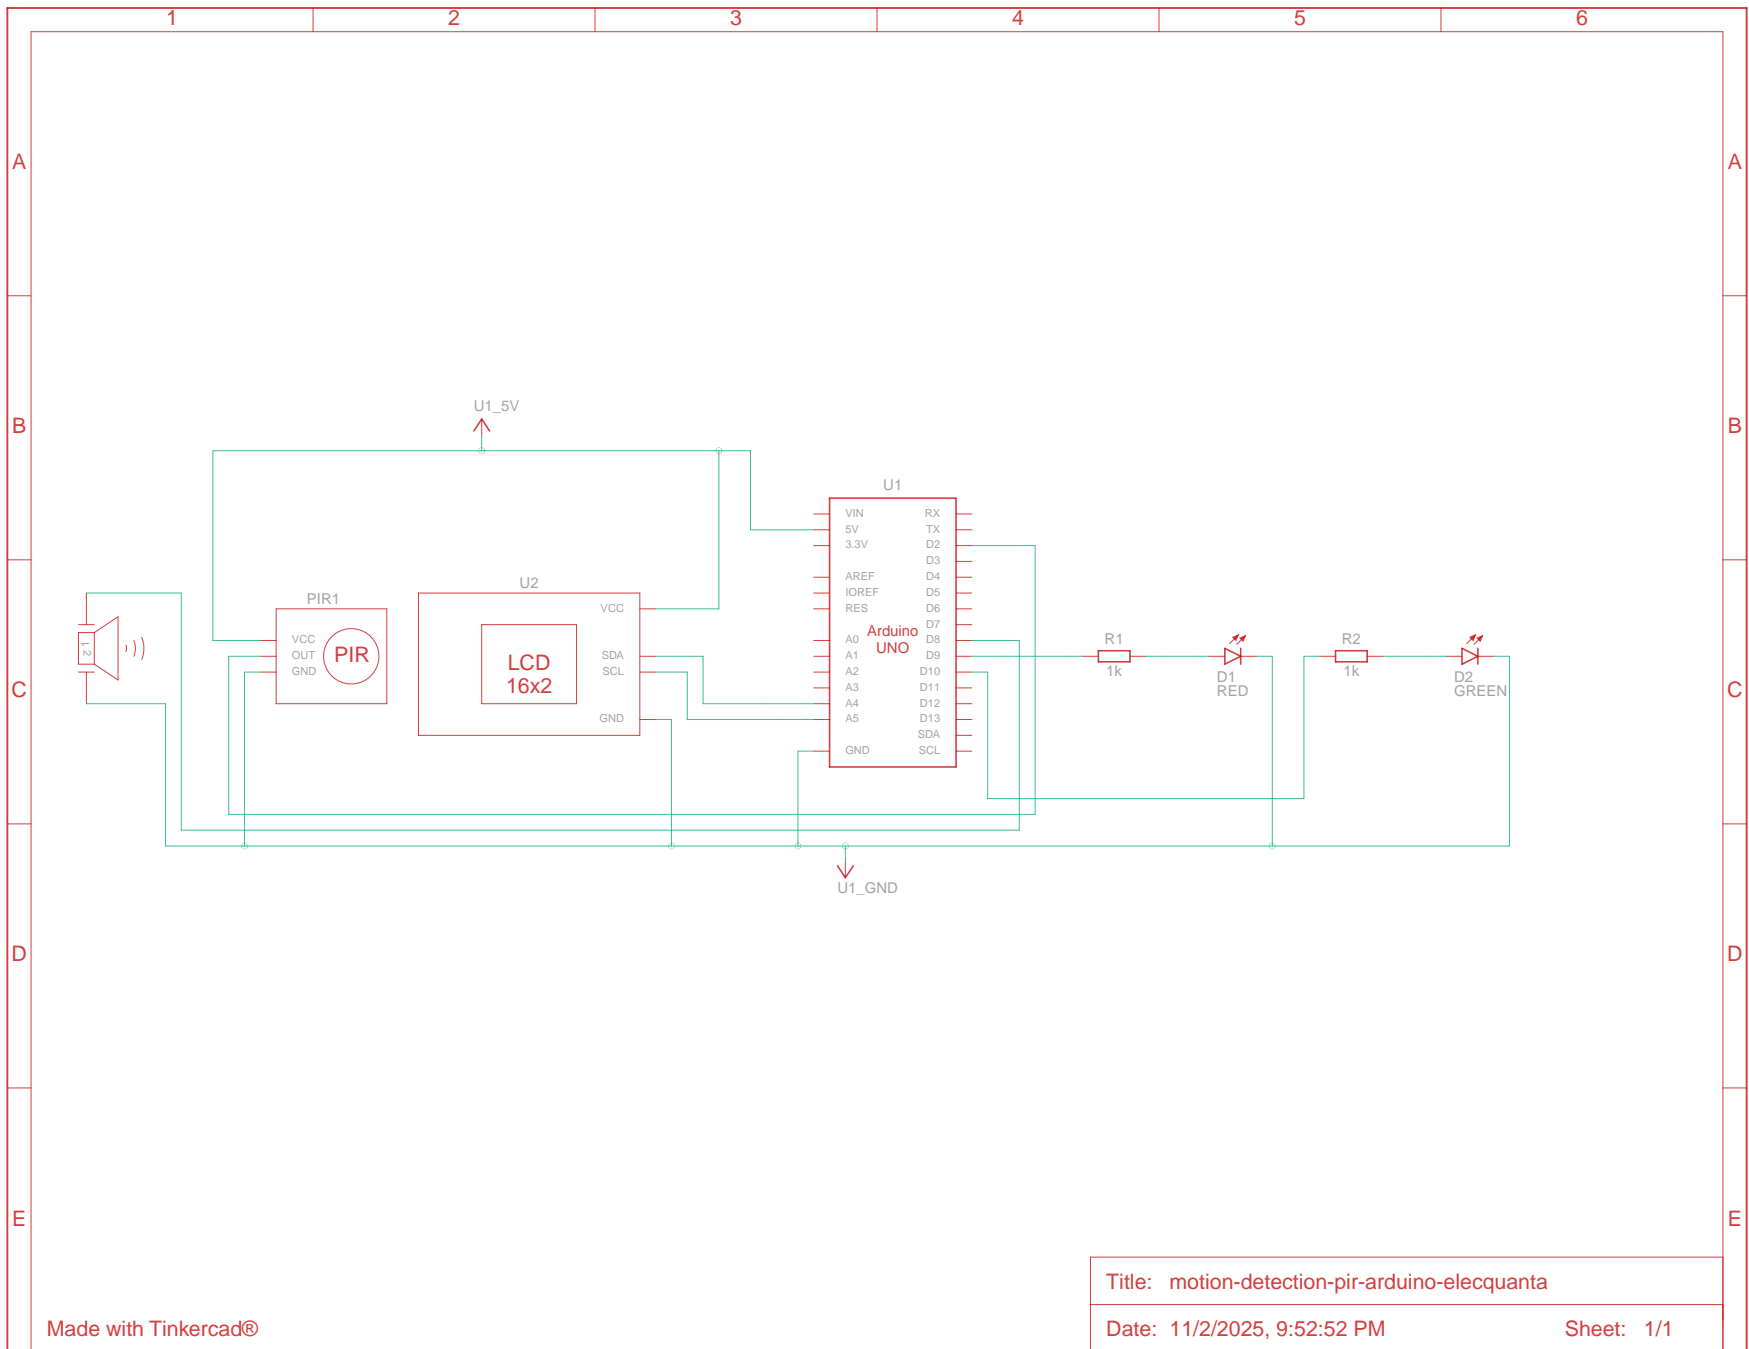 1 2 3 4 5 6
A A
B B
C C
D D
E E
U1_5V
U1
VIN RX
5V TX
3.3V D2
D3
AREF D4
IOREF D5
RES D6
D7
A0 D8
A1 D9
A2 D10
A3 D11
A4 D12
A5 D13
SDA
GND SCL
Arduino
UNO
U2
VCC
SDA
SCL
GND
LCD
16x2
PIR1
VCC
OUT
GND
PIR
1 2
R1
1k
D1
RED
R2
1k
D2
GREEN
U1_GND
Title: motion-detection-pir-arduino-elecquanta
Made with Tinkercad®
Date: 11/2/2025, 9:52:52 PM Sheet: 1/1